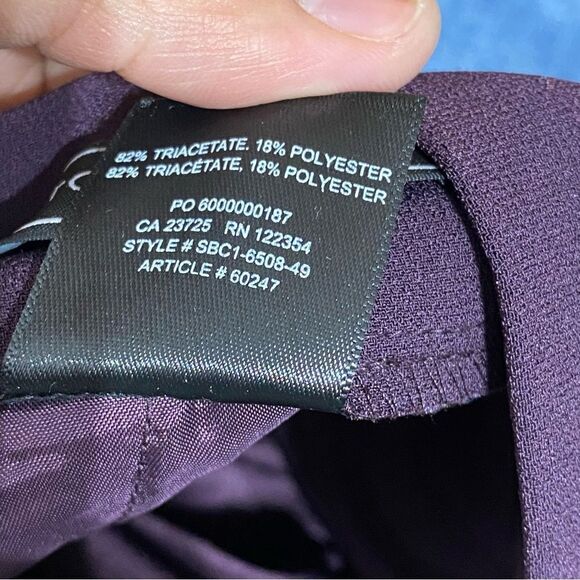 82% TRIACETATE. 18% POLYESTER
82% TRIACÉTATE, 18% POLYESTER
PO 6000000187
CA 23725 RN 122354
STYLE # SBC1-6508-49
ARTICLE # 60247